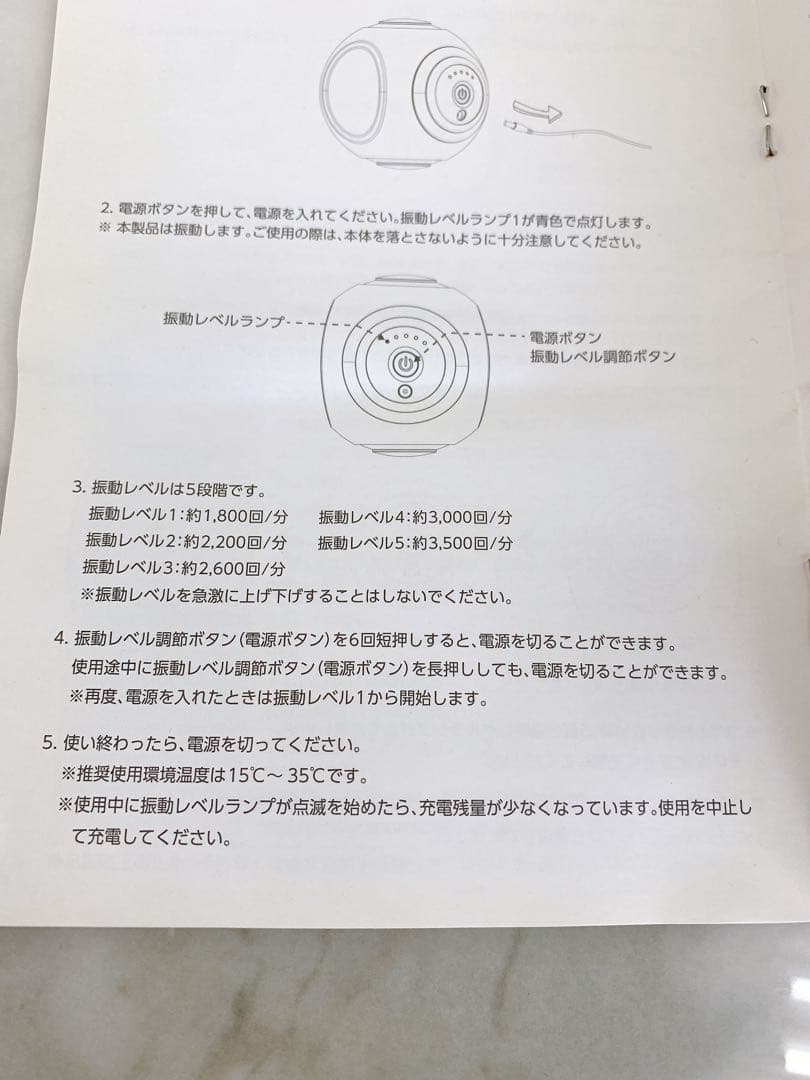 2. 電源ボタンを押して、電源を入れてください。振動レベルランプ1が青色で点灯します。
※ 本製品は振動します。ご使用の際は、本体を落とさないように十分注意してください。
振動レベルランプ
電源ボタン
振動レベル調節ボタン
3. 振動レベルは5段階です。
振動レベル1：約1,800回/分 振動レベル4：約3,000回/分
振動レベル2：約2,200回/分 振動レベル5：約3,500回/分
振動レベル3：約2,600回/分
※振動レベルを急激に上げ下げすることはしないでください。
4. 振動レベル調節ボタン（電源ボタン）を6回短押しすると、電源を切ることができます。
使用途中に振動レベル調節ボタン（電源ボタン）を長押ししても、電源を切ることができます。
※再度、電源を入れたときは振動レベル1から開始します。
5. 使い終わったら、電源を切ってください。
※推奨使用環境温度は15℃～35℃です。
※使用中に振動レベルランプが点滅を始めたら、充電残量が少なくなっています。使用を中止し
て充電してください。